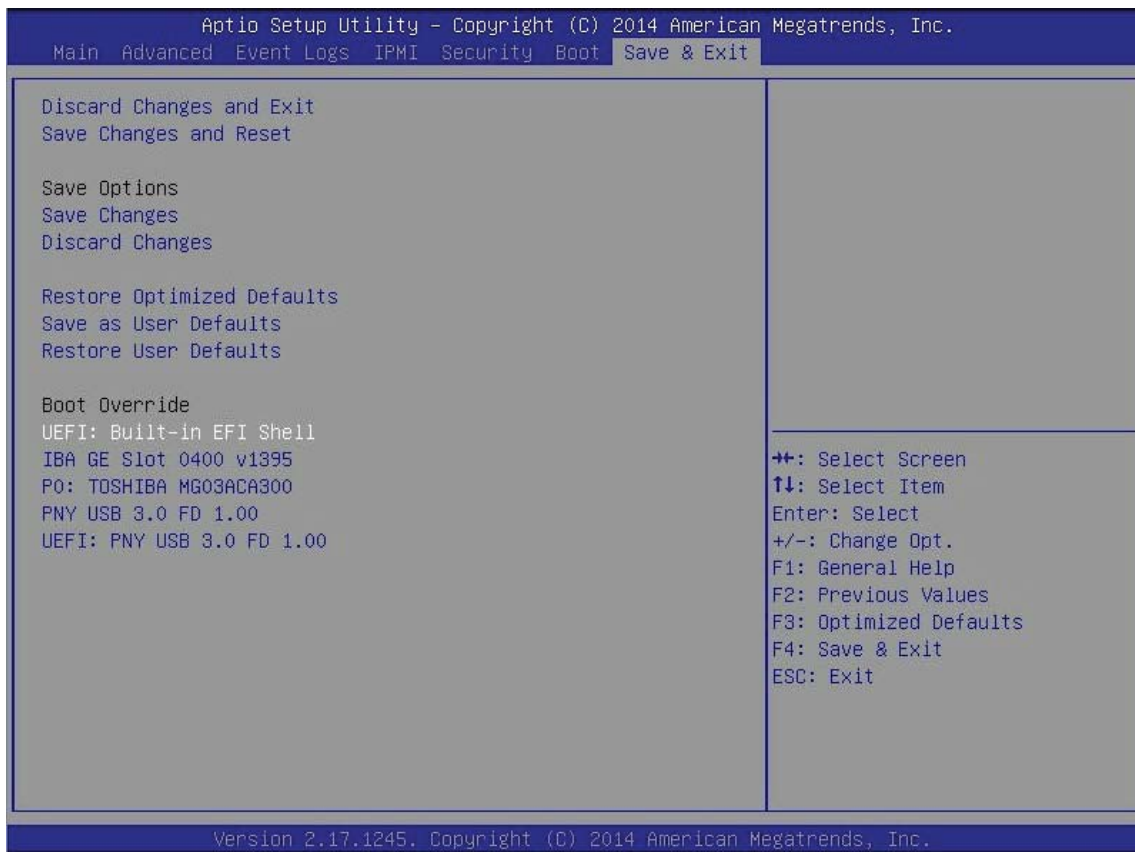 Aptio Setup Utility – Copyright (C) 2014 American Megatrends, Inc.
Main Advanced Event Logs IPMI Security Boot Save & Exit
Discard Changes and Exit
Save Changes and Reset
Save Options
Save Changes
Discard Changes
Restore Optimized Defaults
Save as User Defaults
Restore User Defaults
Boot Override
UEFI: Built-in EFI Shell
IBA GE Slot 0400 v1395
P0: TOSHIBA MG03ACA300
PNY USB 3.0 FD 1.00
UEFI: PNY USB 3.0 FD 1.00
→←: Select Screen
↑↓: Select Item
Enter: Select
+/-: Change Opt.
F1: General Help
F2: Previous Values
F3: Optimized Defaults
F4: Save & Exit
ESC: Exit
Version 2.17.1245. Copyright (C) 2014 American Megatrends, Inc.